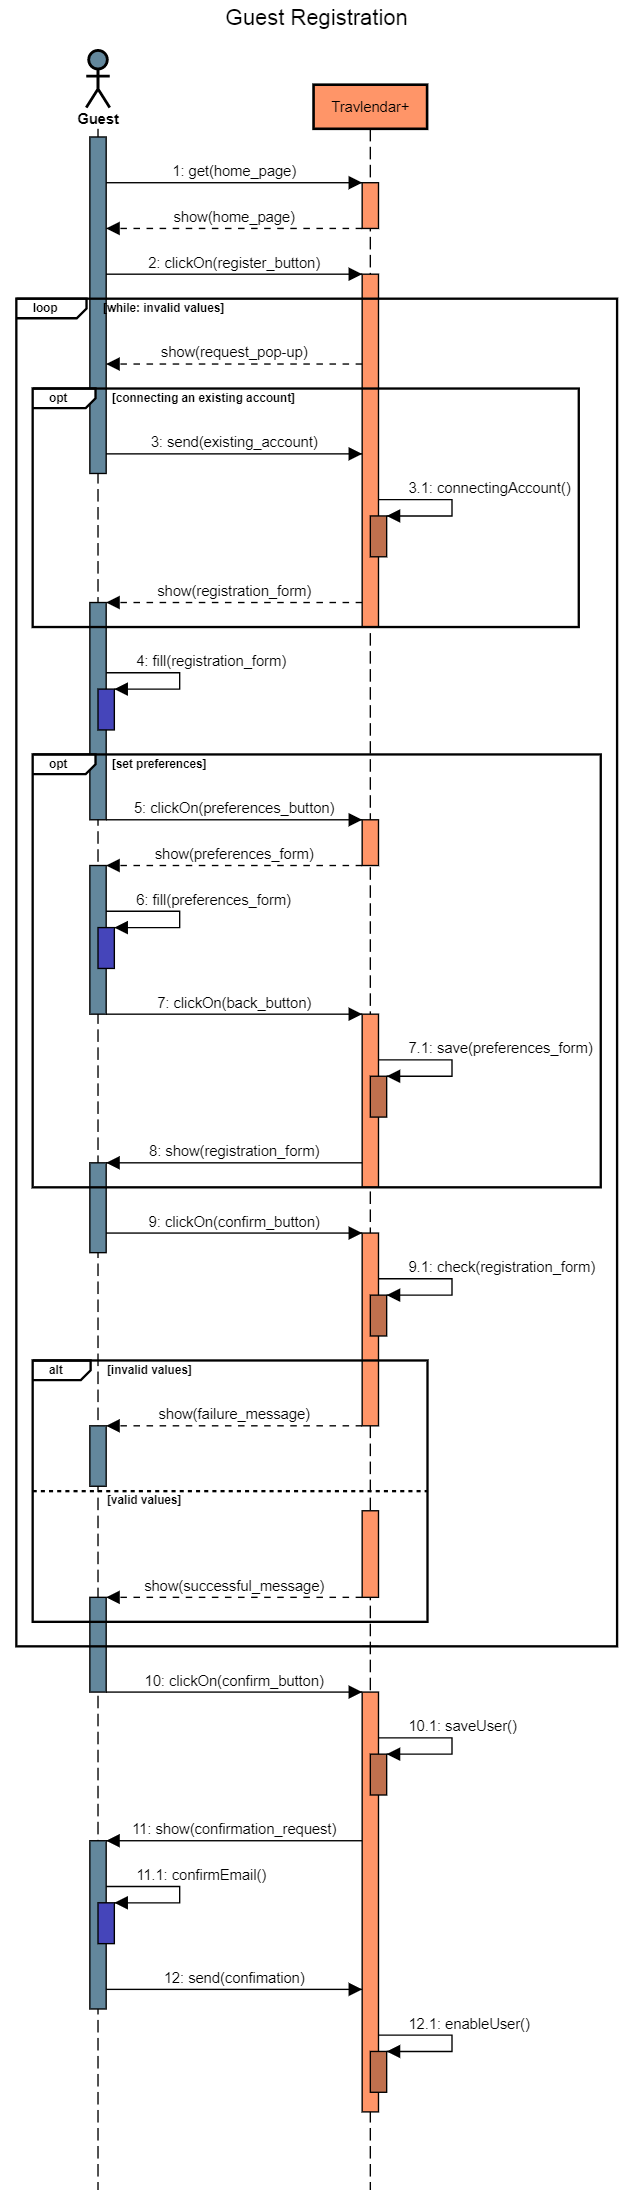 Guest Registration
Guest
Travlendar+
1: get(home_page)
show(home_page)
2: clickOn(register_button)
loop
[while: invalid values]
show(request_pop-up)
opt
[connecting an existing account]
3: send(existing_account)
3.1: connectingAccount()
show(registration_form)
4: fill(registration_form)
opt
[set preferences]
5: clickOn(preferences_button)
show(preferences_form)
6: fill(preferences_form)
7: clickOn(back_button)
7.1: save(preferences_form)
8: show(registration_form)
9: clickOn(confirm_button)
9.1: check(registration_form)
alt
[invalid values]
show(failure_message)
[valid values]
show(successful_message)
10: clickOn(confirm_button)
10.1: saveUser()
11: show(confirmation_request)
11.1: confirmEmail()
12: send(confimation)
12.1: enableUser()